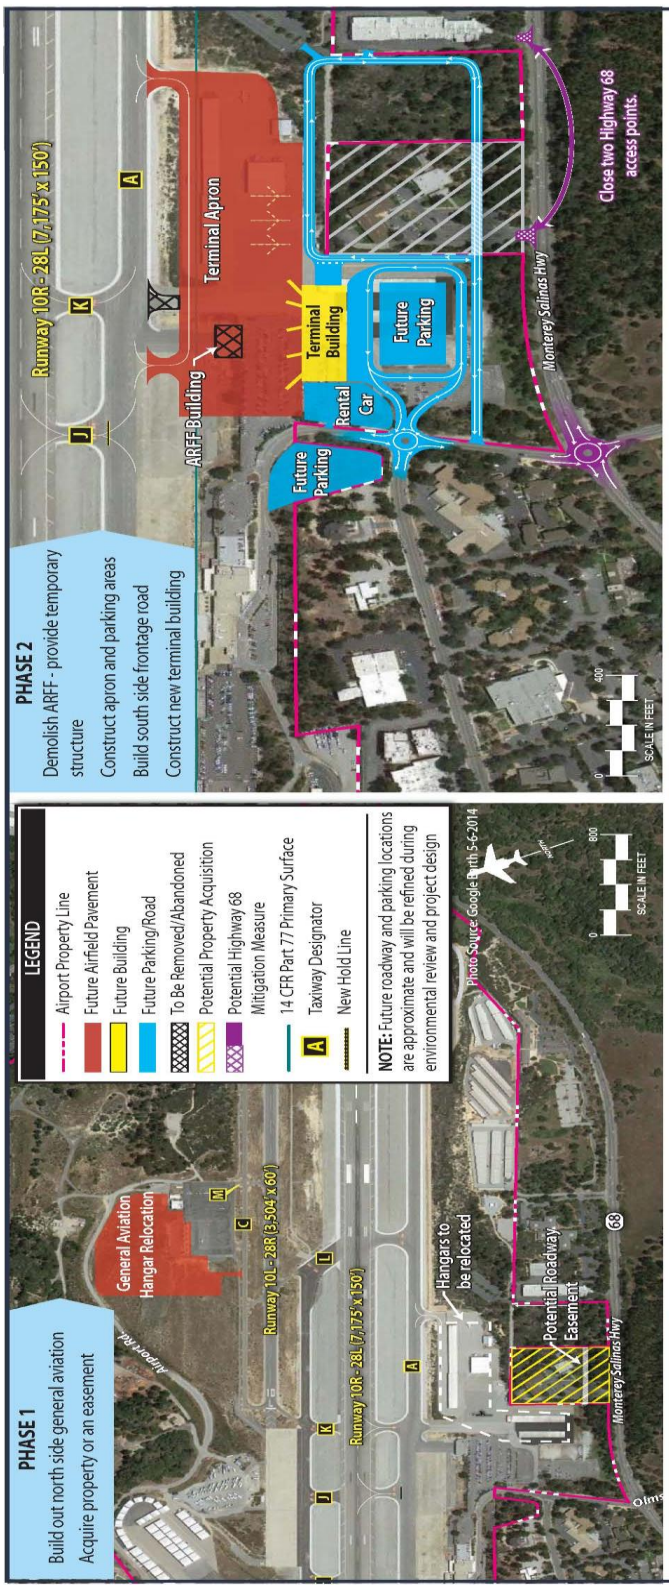 PHASE 1
Build out north side general aviation
Acquire property or an easement
Airport Rd
General Aviation
Hangar Relocation
M
C
Runway 10L - 28R (3,504' x 60')
L
K
J
Runway 10R - 28L (7,175' x 150')
A
Hangars to
be relocated
Potential Roadway
Easement
Monterey Salinas Hwy
68
Olms
LEGEND
Airport Property Line
Future Airfield Pavement
Future Building
Future Parking/Road
To Be Removed/Abandoned
Potential Property Acquisition
Potential Highway 68
Mitigation Measure
14 CFR Part 77 Primary Surface
A
Taxiway Designator
New Hold Line
NOTE: Future roadway and parking locations
are approximate and will be refined during
environmental review and project design
Photo Source: Google Earth 5-6-2014
NORTH
0 800
SCALE IN FEET
PHASE 2
Demolish ARFF - provide temporary
structure
Construct apron and parking areas
Build south side frontage road
Construct new terminal building
Runway 10R - 28L (7,175' x 150')
J
K
A
ARFF Building
Terminal Apron
Terminal
Building
Future
Parking
Rental
Car
Future
Parking
Monterey Salinas Hwy
Close two Highway 68
access points.
0 400
SCALE IN FEET